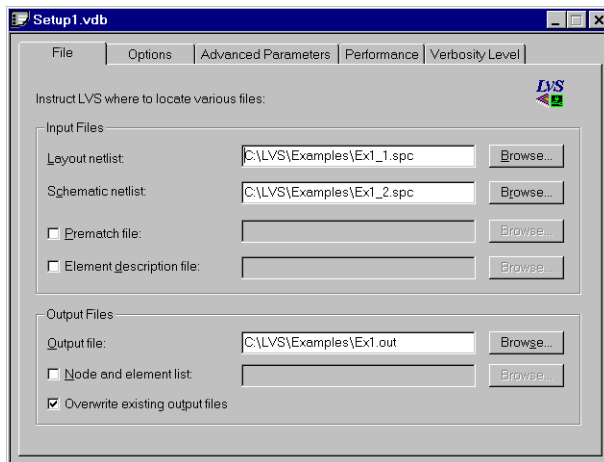 Setup1.vdb
File Options Advanced Parameters Performance Verbosity Level
LVS
Instruct LVS where to locate various files:
Input Files
Layout netlist: C:\LVS\Examples\Ex1_1.spc Browse...
Schematic netlist: C:\LVS\Examples\Ex1_2.spc Browse...
Prematch file: Browse...
Element description file: Browse...
Output Files
Output file: C:\LVS\Examples\Ex1.out Browse...
Node and element list: Browse...
Overwrite existing output files